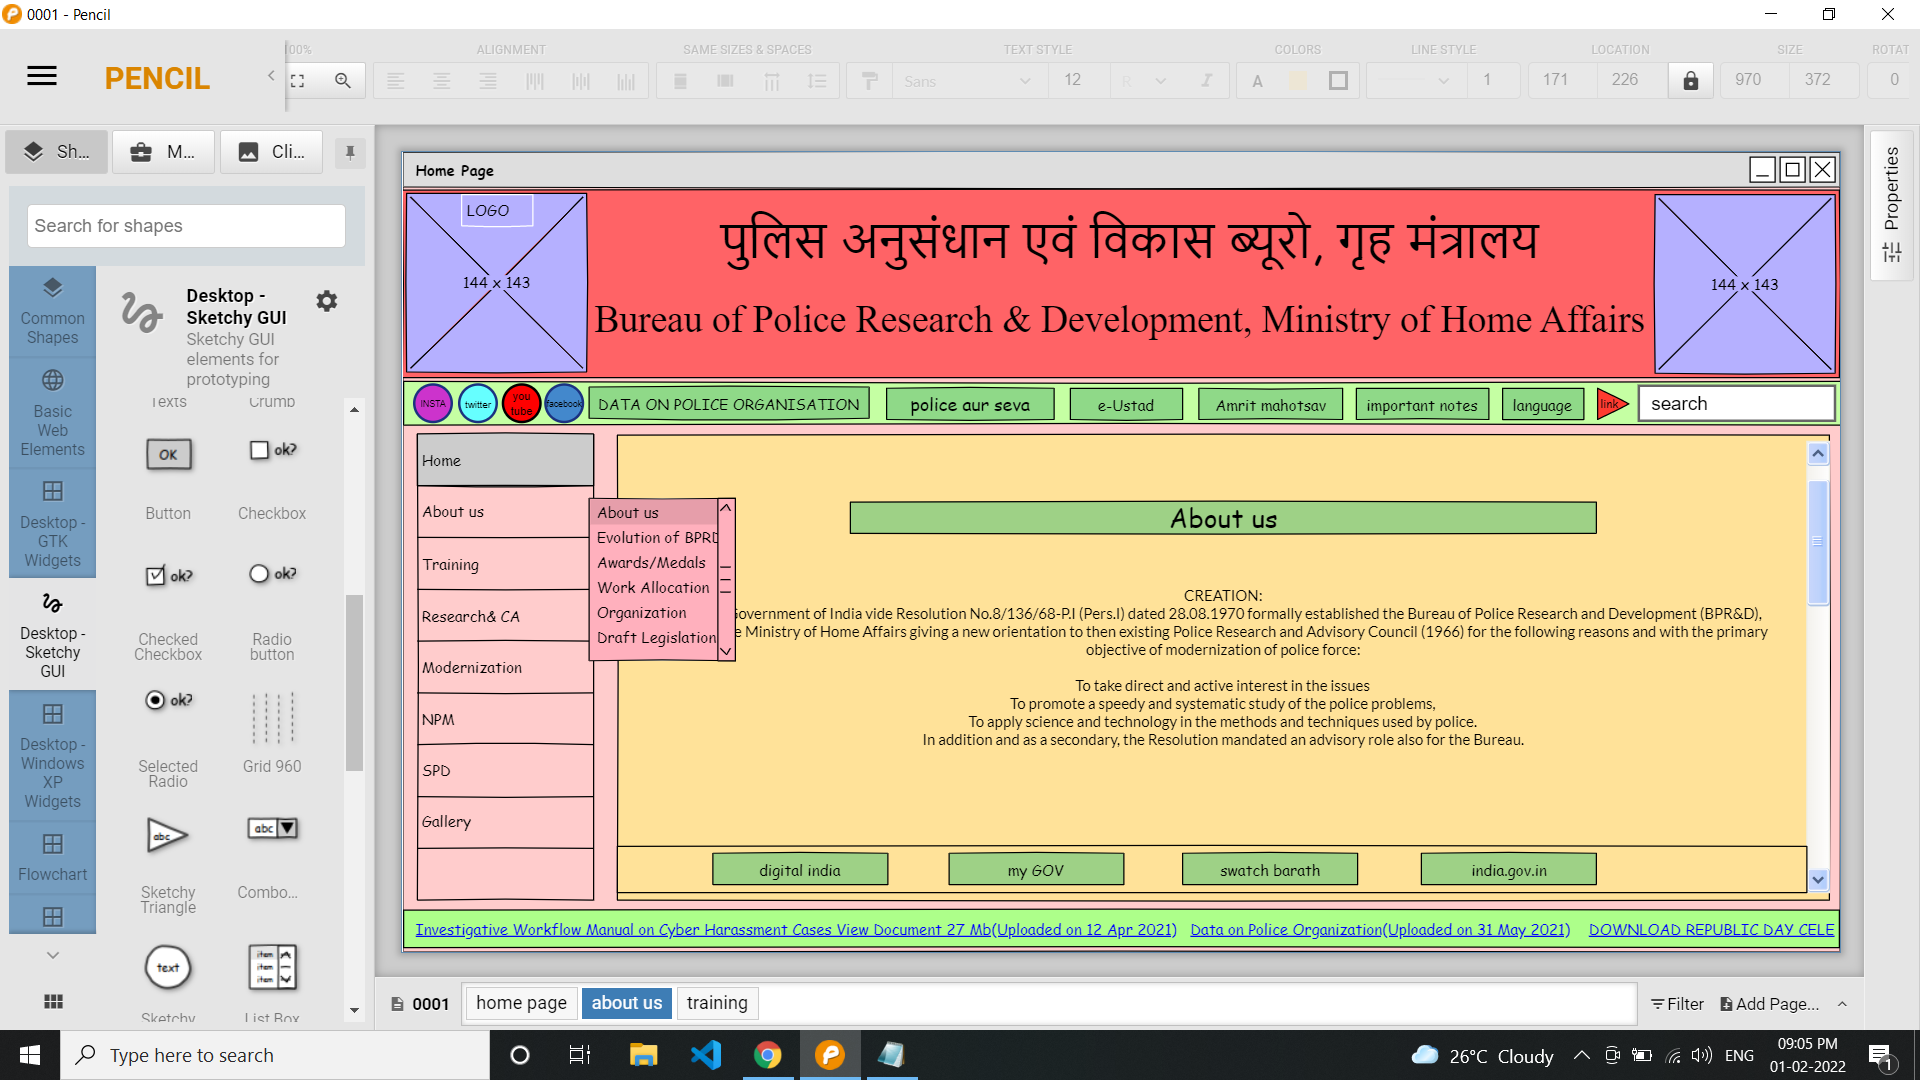 0001 - Pencil
PENCIL
00%
ALIGNMENT
SAME SIZES & SPACES
TEXT STYLE
COLORS
LINE STYLE
LOCATION
SIZE
ROTAT
Sans
12
R
I
A
1
171
226
970
372
0
Sh...
M...
Cli...
Search for shapes
Common Shapes
Basic Web Elements
Desktop - GTK Widgets
Desktop - Sketchy GUI
Desktop - Windows XP Widgets
Flowchart
Desktop - Sketchy GUI
Sketchy GUI elements for prototyping
Texts
Crumb
OK
ok?
Button
Checkbox
ok?
ok?
Checked Checkbox
Radio button
ok?
Selected Radio
Grid 960
abc
abc
Sketchy Triangle
Combo...
text
item
item
item
Sketchy
List Box
Home Page
LOGO
144 x 143
पुलिस अनुसंधान एवं विकास ब्यूरो, गृह मंत्रालय
Bureau of Police Research & Development, Ministry of Home Affairs
144 x 143
INSTA
twitter
you tube
facebook
DATA ON POLICE ORGANISATION
police aur seva
e-Ustad
Amrit mahotsav
important notes
language
link
search
Home
About us
Training
Research& CA
Modernization
NPM
SPD
Gallery
About us
Evolution of BPRD
Awards/Medals
Work Allocation
Organization
Draft Legislation
About us
CREATION:
Government of India vide Resolution No.8/136/68-P.I (Pers.I) dated 28.08.1970 formally established the Bureau of Police Research and Development (BPR&D),
e Ministry of Home Affairs giving a new orientation to then existing Police Research and Advisory Council (1966) for the following reasons and with the primary
objective of modernization of police force:
To take direct and active interest in the issues
To promote a speedy and systematic study of the police problems,
To apply science and technology in the methods and techniques used by police.
In addition and as a secondary, the Resolution mandated an advisory role also for the Bureau.
digital india
my GOV
swatch barath
india.gov.in
Investigative Workflow Manual on Cyber Harassment Cases View Document 27 Mb(Uploaded on 12 Apr 2021)
Data on Police Organization(Uploaded on 31 May 2021)
DOWNLOAD REPUBLIC DAY CELE
Properties
0001
home page
about us
training
Filter
Add Page...
Type here to search
26°C Cloudy
ENG
09:05 PM
01-02-2022
1